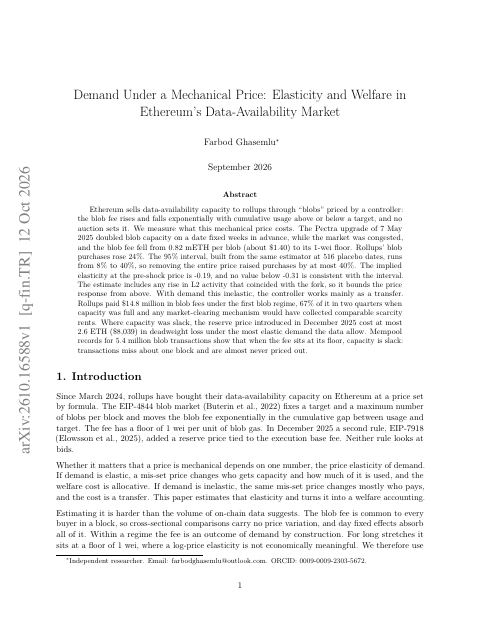 Demand Under a Mechanical Price: Elasticity and Welfare in
Ethereum's Data-Availability Market
Farbod Ghasemlu*
September 2026
Abstract
Ethereum sells data-availability capacity to rollups through "blobs" priced by a controller:
the blob fee rises and falls exponentially with cumulative usage above or below a target, and no
auction sets it. We measure what this mechanical price does. The Pectra upgrade of 7 May
2025 doubled blob capacity on a date fixed weeks in advance, while the market was congested,
and the blob fee fell from 0.82 mETH per blob (about $1.40) to its 1-wei floor. Rollups' blob
purchases rose 24%. The 95% interval, built from the same estimator at 516 placebo dates, runs
from 8% to 40%, so removing the entire price raised purchases by at most 40%. The implied
elasticity at the pre-shock price is -0.19, and no value below -0.31 is consistent with the interval.
The estimate includes any rise in L2 activity that coincided with the fork, so it bounds the price
response from above. With demand this inelastic, the controller works mainly as a transfer.
Rollups paid $14.8 million in blob fees under the first blob regime, 67% of it in two quarters when
capacity was full and any market-clearing mechanism would have collected comparable scarcity
rents. Where capacity was slack, the reserve price introduced in December 2025 cost at most
2.6 ETH ($8,039) in deadweight loss under the most elastic demand the data allow. Mempool
records for 5.4 million blob transactions show that when the fee sits at its floor, capacity is slack:
transactions miss about one block and are almost never priced out.
1. Introduction
Since March 2024, rollups have bought their data-availability capacity on Ethereum at a price set
by formula. The EIP-4844 blob market (Buterin et al., 2022) fixes a target and a maximum number
of blobs per block and moves the blob fee exponentially in the cumulative gap between usage and
target. The fee has a floor of 1 wei per unit of blob gas. In December 2025 a second rule, EIP-7918
(Elowsson et al., 2025), added a reserve price tied to the execution base fee. Neither rule looks at
bids.
Whether it matters that a price is mechanical depends on one number, the price elasticity of demand.
If demand is elastic, a mis-set price changes who gets capacity and how much of it is used, and the
welfare cost is allocative. If demand is inelastic, the same mis-set price changes mostly who pays,
and the cost is a transfer. This paper estimates that elasticity and turns it into a welfare accounting.
Estimating it is harder than the volume of on-chain data suggests. The blob fee is common to every
buyer in a block, so cross-sectional comparisons carry no price variation, and day fixed effects absorb
all of it. Within a regime the fee is an outcome of demand by construction. For long stretches it
sits at a floor of 1 wei, where a log-price elasticity is not economically meaningful. We therefore use
*Independent researcher. Email: farbodghasemlu@outlook.com. ORCID: 0009-0009-2303-5672.
1
arXiv:2610.16588v1 [q-fin.TR] 12 Oct 2026